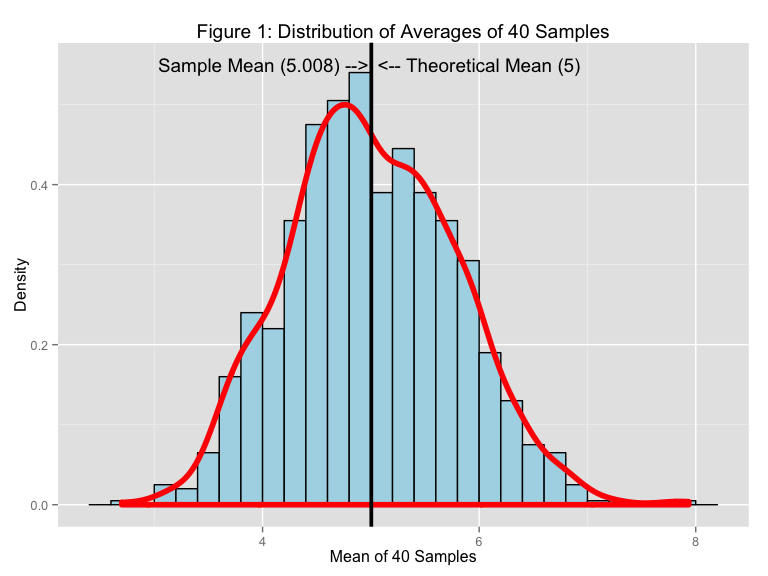 Figure 1: Distribution of Averages of 40 Samples
Sample Mean (5.008) --> <-- Theoretical Mean (5)
Density
0.4
0.2
0.0
4 6 8
Mean of 40 Samples